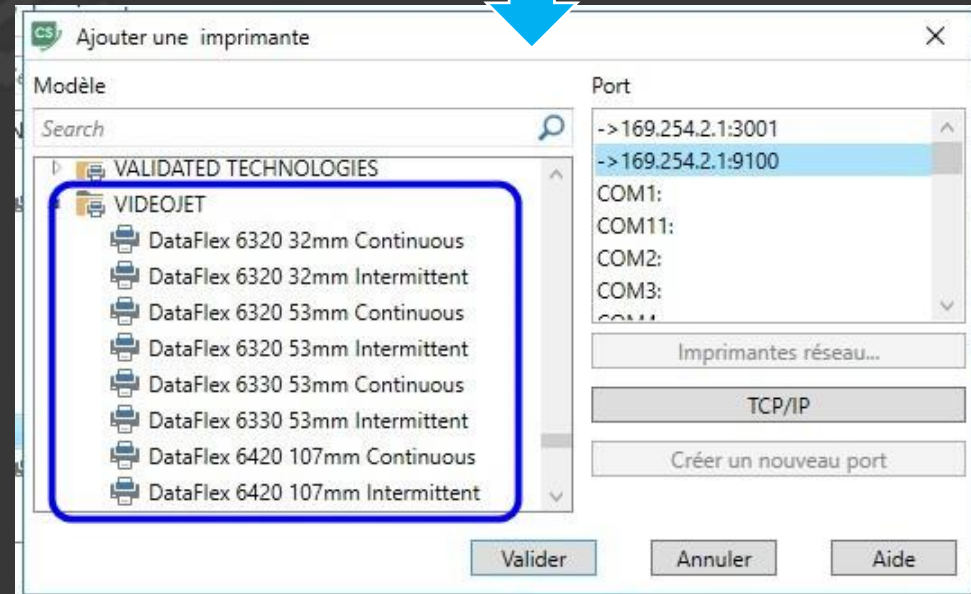 CS
Ajouter une imprimante
Modèle
Search
VALIDATED TECHNOLOGIES
VIDEOJET
DataFlex 6320 32mm Continuous
DataFlex 6320 32mm Intermittent
DataFlex 6320 53mm Continuous
DataFlex 6320 53mm Intermittent
DataFlex 6330 53mm Continuous
DataFlex 6330 53mm Intermittent
DataFlex 6420 107mm Continuous
DataFlex 6420 107mm Intermittent
Port
->169.254.2.1:3001
->169.254.2.1:9100
COM1:
COM11:
COM2:
COM3:
Imprimantes réseau...
TCP/IP
Créer un nouveau port
Valider
Annuler
Aide